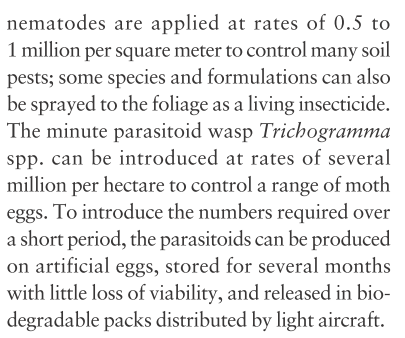 nematodes are applied at rates of 0.5 to
1 million per square meter to control many soil
pests; some species and formulations can also
be sprayed to the foliage as a living insecticide.
The minute parasitoid wasp Trichogramma
spp. can be introduced at rates of several
million per hectare to control a range of moth
eggs. To introduce the numbers required over
a short period, the parasitoids can be produced
on artificial eggs, stored for several months
with little loss of viability, and released in bio-
degradable packs distributed by light aircraft.